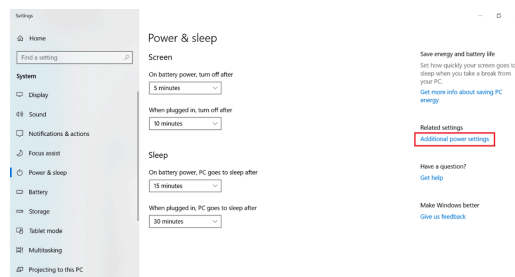 Settings
Home
Find a setting
System
Display
Sound
Notifications & actions
Focus assist
Power & sleep
Battery
Storage
Tablet mode
Multitasking
Projecting to this PC
Power & sleep
Screen
On battery power, turn off after
5 minutes
When plugged in, turn off after
10 minutes
Sleep
On battery power, PC goes to sleep after
15 minutes
When plugged in, PC goes to sleep after
30 minutes
Save energy and battery life
Set how quickly your screen goes to
sleep when you take a break from
your PC.
Get more info about saving PC
energy
Related settings
Additional power settings
Have a question?
Get help
Make Windows better
Give us feedback